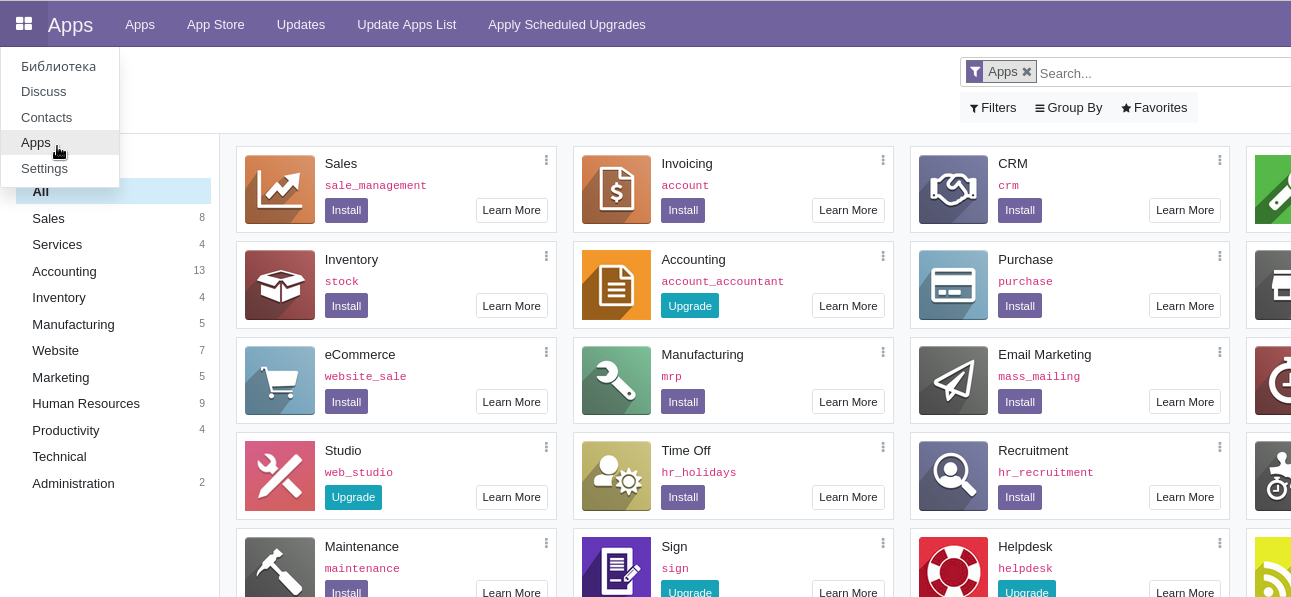 Apps Apps App Store Updates Update Apps List Apply Scheduled Upgrades
Библиотека
Discuss
Contacts
Apps
Settings
Apps Search...
Filters Group By Favorites
All
Sales 8
Services 4
Accounting 13
Inventory 4
Manufacturing 5
Website 7
Marketing 5
Human Resources 9
Productivity 4
Technical
Administration 2
Sales
sale_management
Install Learn More
Invoicing
account
Install Learn More
CRM
crm
Install Learn More
Inventory
stock
Install Learn More
Accounting
account_accountant
Upgrade Learn More
Purchase
purchase
Install Learn More
eCommerce
website_sale
Install Learn More
Manufacturing
mrp
Install Learn More
Email Marketing
mass_mailing
Install Learn More
Studio
web_studio
Upgrade Learn More
Time Off
hr_holidays
Install Learn More
Recruitment
hr_recruitment
Install Learn More
Maintenance
maintenance
Install Learn More
Sign
sign
Upgrade Learn More
Helpdesk
helpdesk
Upgrade Learn More